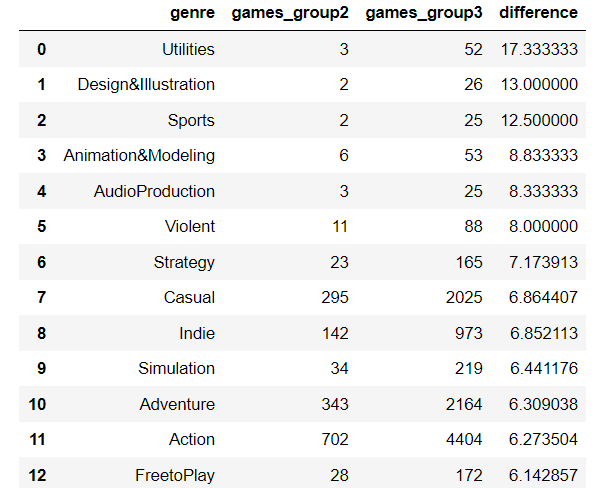 genre games_group2 games_group3 difference
0 Utilities 3 52 17.333333
1 Design&Illustration 2 26 13.000000
2 Sports 2 25 12.500000
3 Animation&Modeling 6 53 8.833333
4 AudioProduction 3 25 8.333333
5 Violent 11 88 8.000000
6 Strategy 23 165 7.173913
7 Casual 295 2025 6.864407
8 Indie 142 973 6.852113
9 Simulation 34 219 6.441176
10 Adventure 343 2164 6.309038
11 Action 702 4404 6.273504
12 FreetoPlay 28 172 6.142857